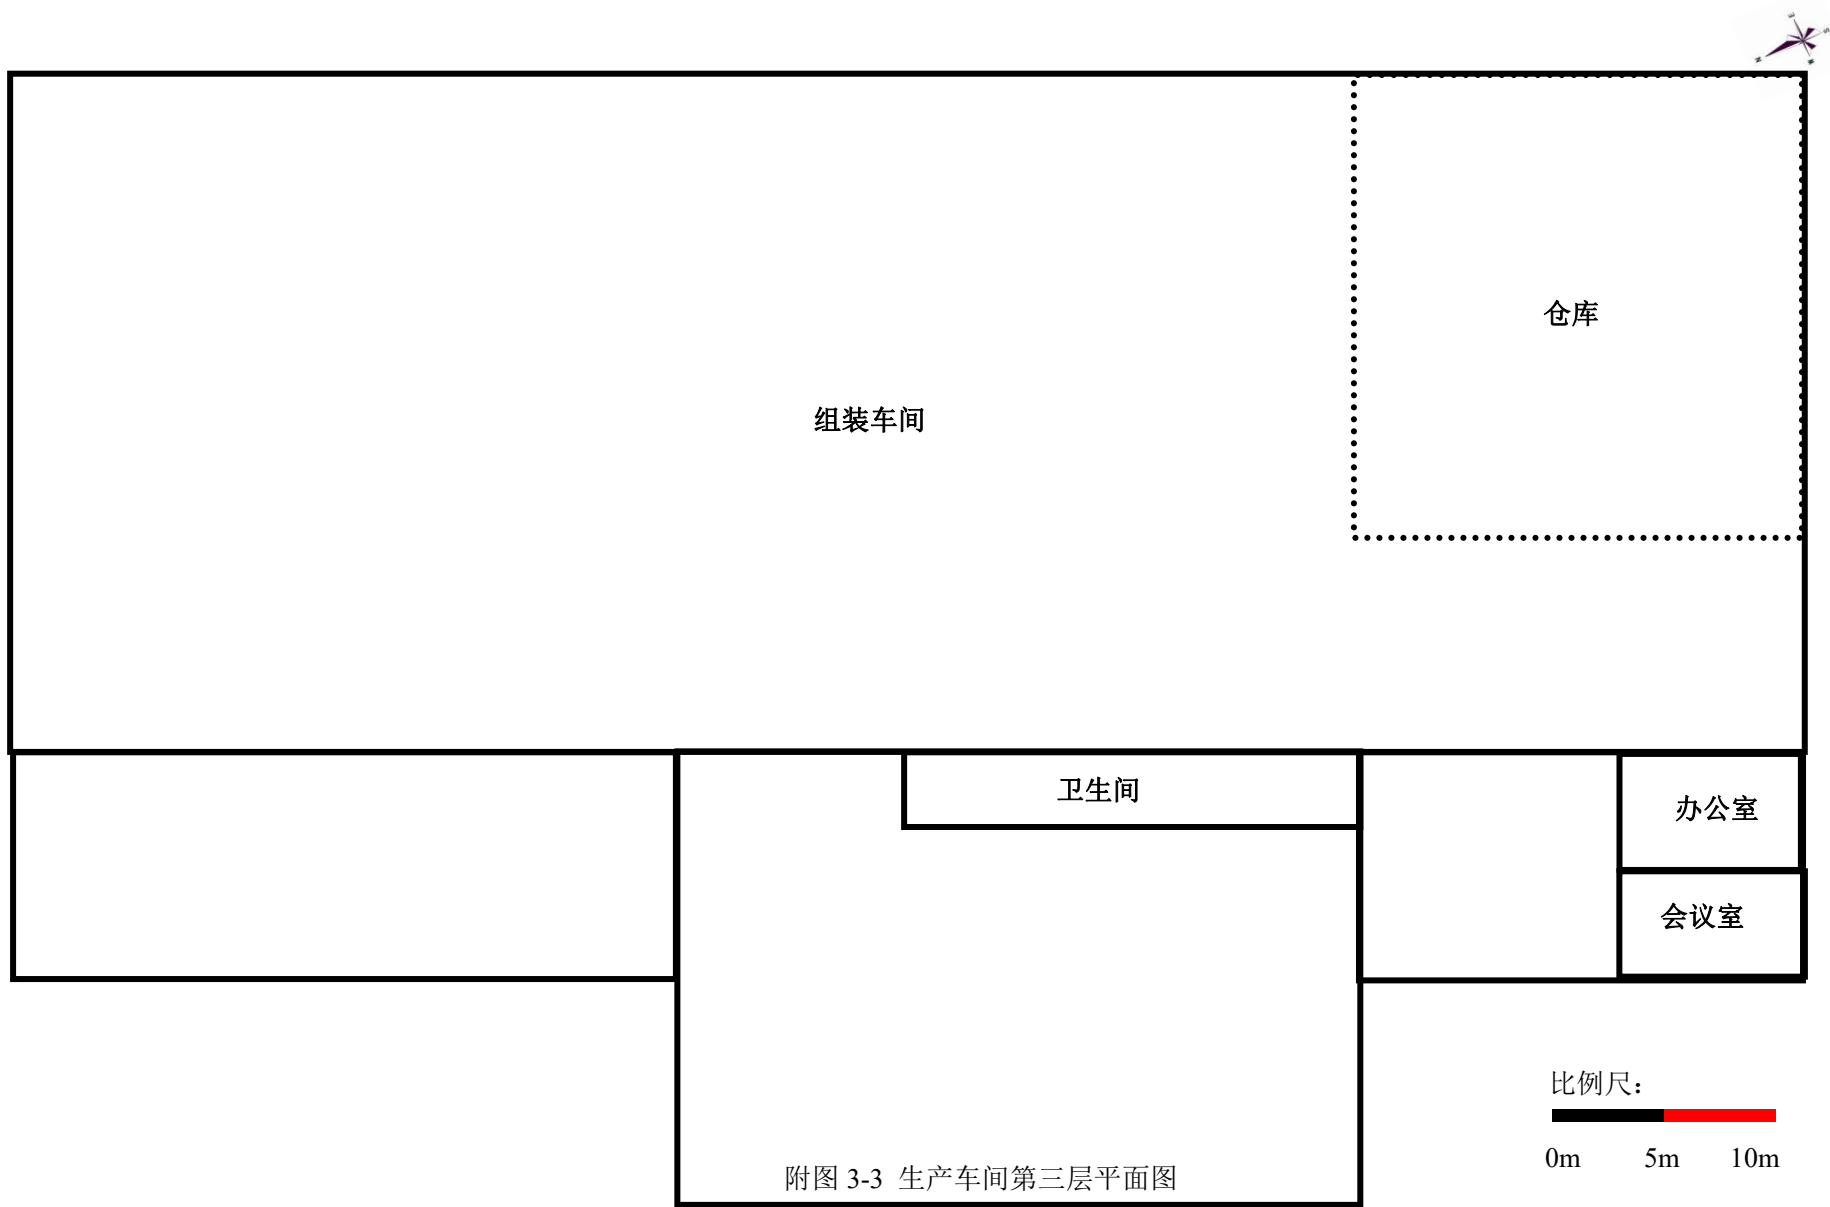 仓库
组装车间
卫生间
办公室
会议室
比例尺：
0m 5m 10m
附图 3-3 生产车间第三层平面图